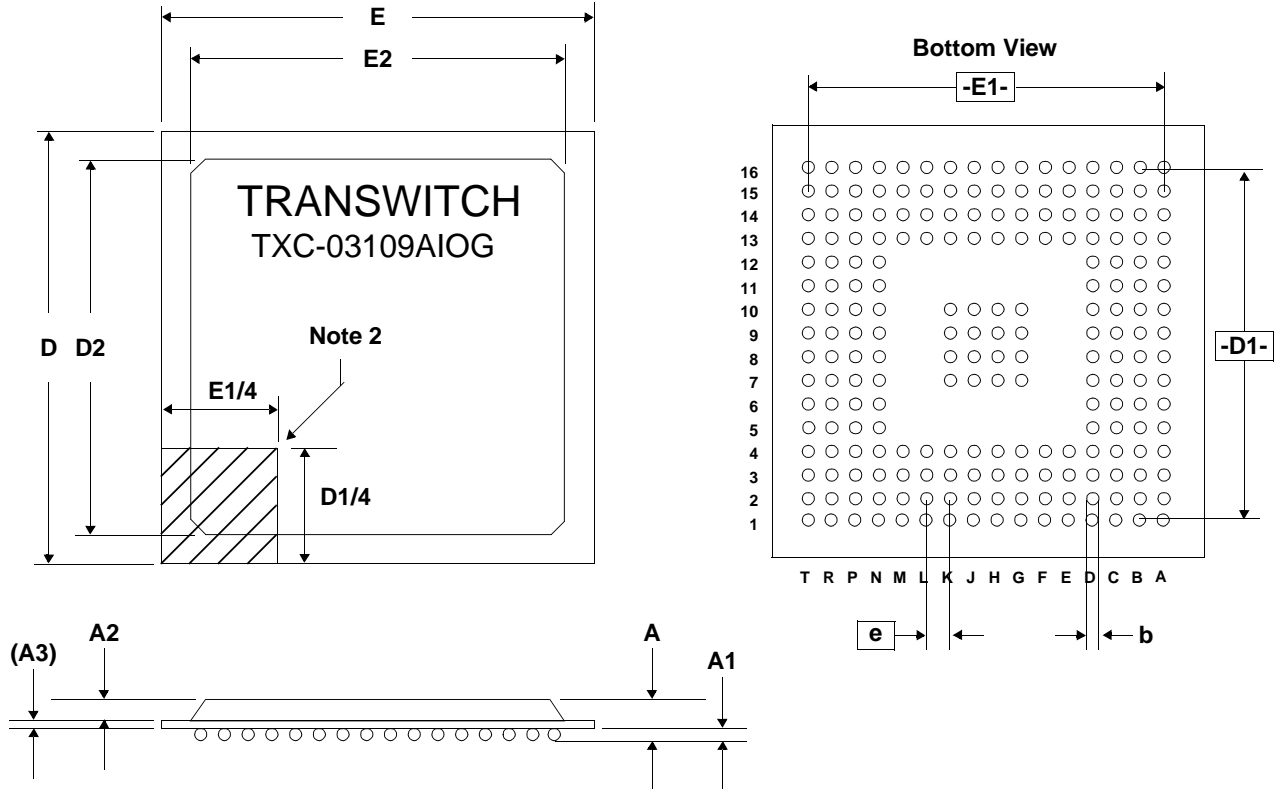 E
E2
Bottom View
-E1-
TRANSWITCH
TXC-03109AIOG
D
D2
Note 2
E1/4
D1/4
16
15
14
13
12
11
10
9
8
7
6
5
4
3
2
1
-D1-
T R P N M L K J H G F E D C B A
e
b
(A3)
A2
A
A1